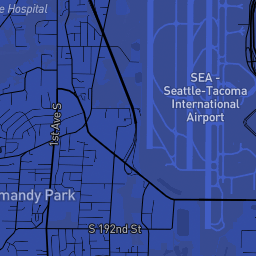 Hospital
SEA -
Seattle-Tacoma
International
Airport
1st Ave S
mandy Park
S 192nd St